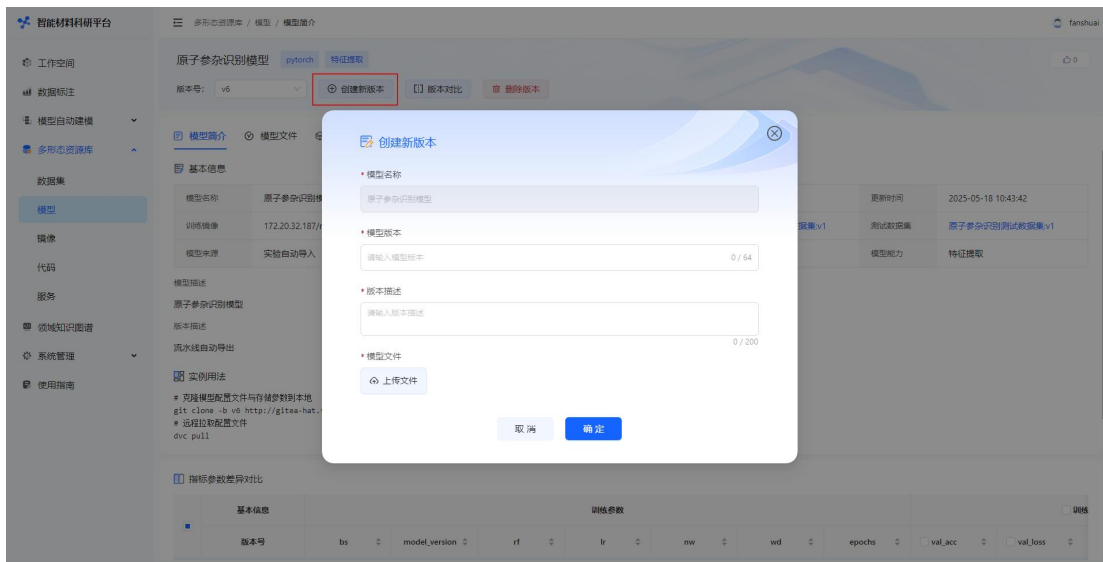 智能材料科研平台
多形态资源库 / 模型 / 模型简介
fanshuai
工作空间
数据标注
模型自动建模
多形态资源库
数据集
模型
镜像
代码
服务
领域知识图谱
系统管理
使用指南
原子参杂识别模型 pytorch 特征提取
0
版本号: v6 创建新版本 版本对比 删除版本
模型简介 模型文件
基本信息
模型名称 原子参杂识别模 更新时间 2025-05-18 10:43:42
训练镜像 172.20.32.187/ 据集:v1 测试数据集 原子参杂识别测试数据集:v1
模型来源 实验自动导入 模型能力 特征提取
模型描述
原子参杂识别模型
版本描述
流水线自动导出
实例用法
# 克隆模型配置文件与存储参数到本地
git clone -b v6 http://gitea-hat.
# 远程拉取配置文件
dvc pull
创建新版本
* 模型名称
原子参杂识别模型
* 模型版本
请输入模型版本 0 / 64
* 版本描述
请输入版本描述
0 / 200
* 模型文件
上传文件
取消 确定
指标参数差异对比
基本信息 训练参数 训练
版本号 bs model_version rf lr nw wd epochs val_acc val_loss